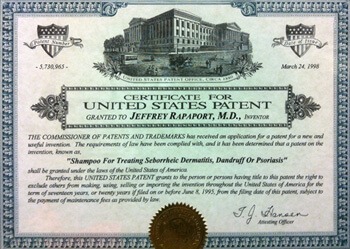 Patent Number
Date of Issue
- 5,730,965 -
March 24, 1998
UNITED STATES PATENT OFFICE, CIRCA 1897
CERTIFICATE FOR
UNITED STATES PATENT
GRANTED TO JEFFREY RAPAPORT, M.D., INVENTOR
THE COMMISSIONER OF PATENTS AND TRADEMARKS has received an application for a patent for a new and
useful invention. The requirements of law have been complied with, and it has been determined that a patent on the
invention, known as,
"Shampoo For Treating Seborrheic Dermatitis, Dandruff Or Psoriasis"
shall be granted under the laws of the United States of America
Therefore, this UNITED STATES PATENT grants to the person or persons having title to this patent the right to
exclude others from making, using, selling or importing the invention throughout the United States of America for the
term of seventeen years, or twenty years if filed on or before June 8, 1995, from the filing date of this patent, subject to
the payment of maintenance fees as provided by law.
Attesting Officer